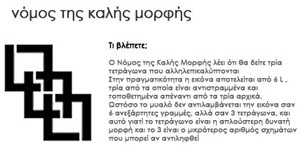 νόμος της καλής μορφής
Τι βλέπετε;
Ο Νόμος της Καλής Μορφής λέει ότι θα δείτε τρία
τετράγωνα που αλληλεπικαλύπτονται
Στην πραγματικότητα η εικόνα αποτελείται από 6 L ,
τρία από τα οποία είναι αντιστραμμένα και
τοποθετημένα απέναντι από τα τρία αρχικά.
Ωστόσο το μυαλό δεν αντιλαμβάνεται την εικόνα σαν
6 ανεξάρτητες γραμμές, αλλά σαν 3 τετράγωνα, και
αυτό γιατί το τετράγωνο είναι η απλούστερη δυνατή
μορφή και το 3 είναι ο μικρότερος αριθμός σχημάτων
που μπορεί αν αντιληφθεί